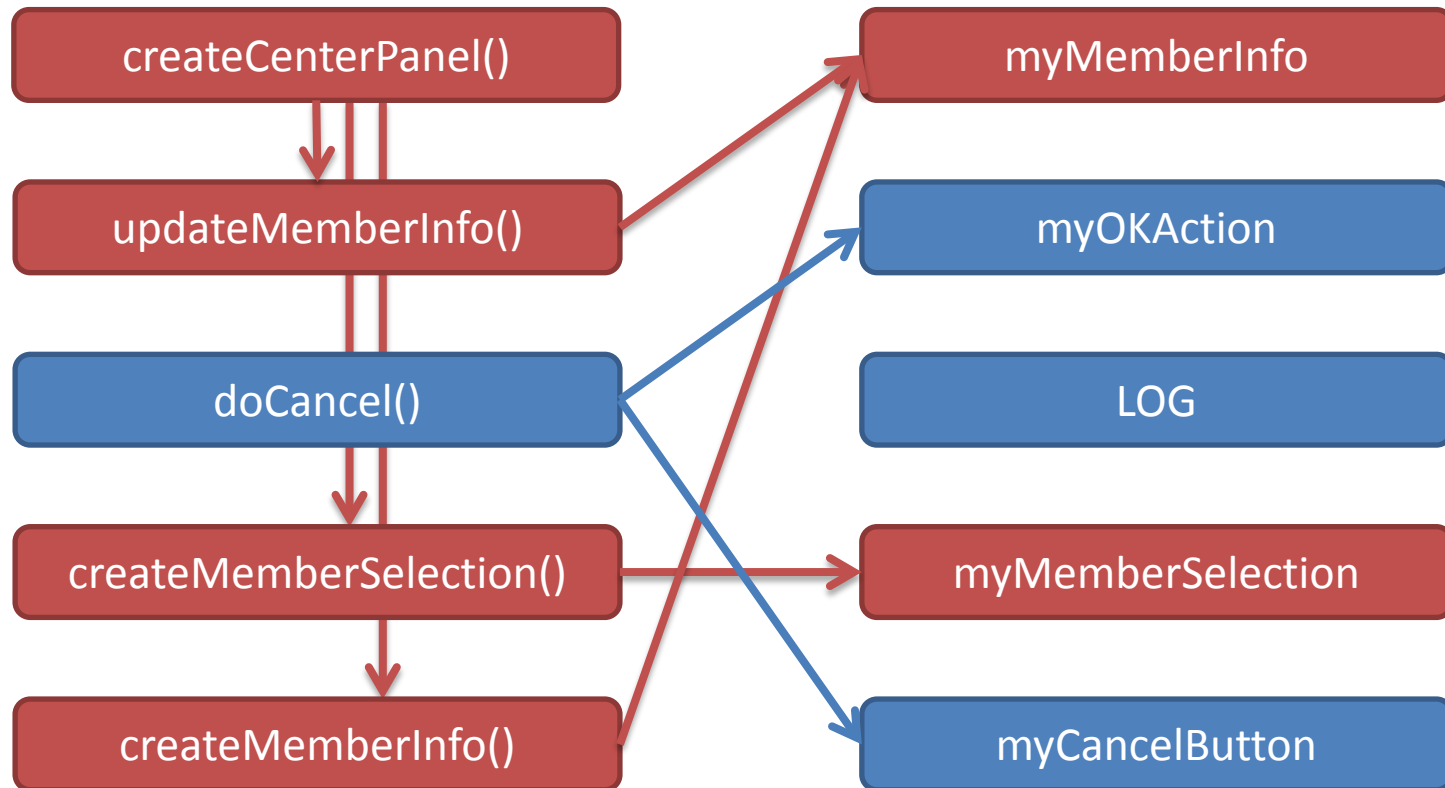 createCenterPanel()
myMemberInfo
updateMemberInfo()
myOKAction
doCancel()
LOG
createMemberSelection()
myMemberSelection
createMemberInfo()
myCancelButton